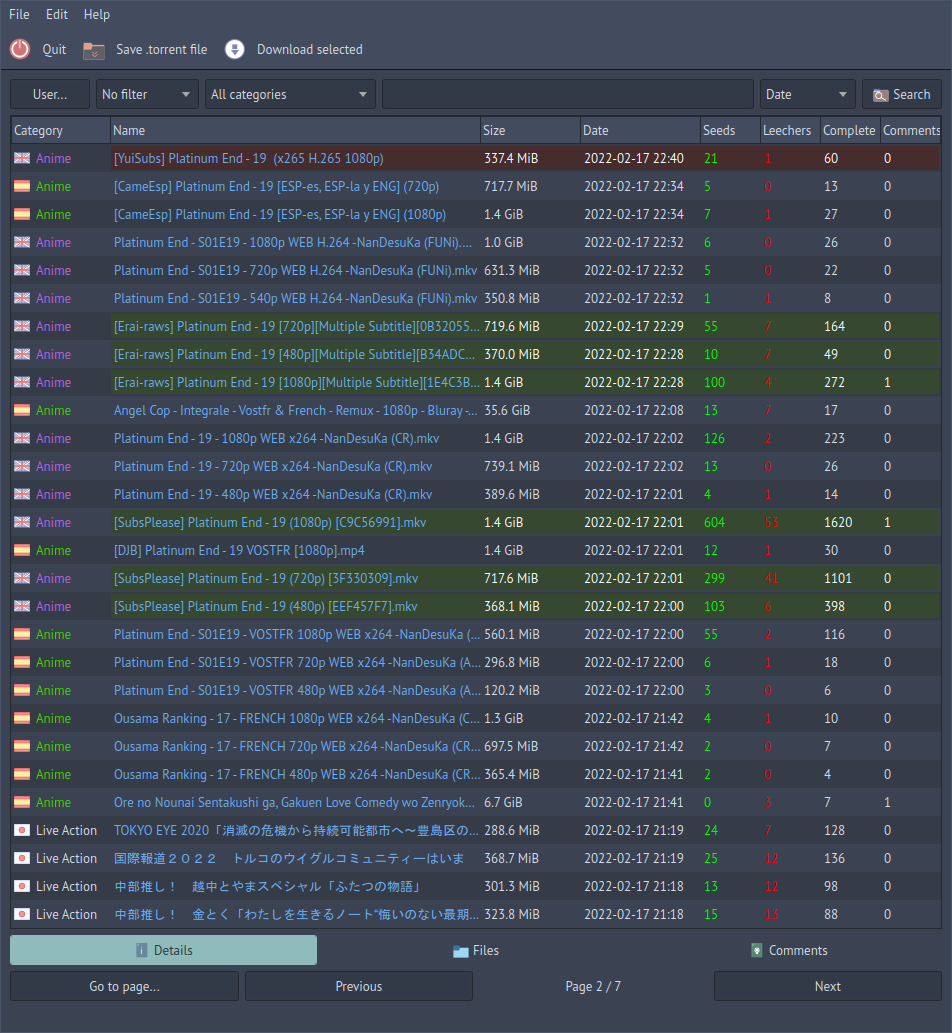 File Edit Help
Quit Save .torrent file Download selected
User... No filter All categories Date Search
Category Name Size Date Seeds Leechers Complete Comments
Anime [YuiSubs] Platinum End - 19 (x265 H.265 1080p) 337.4 MiB 2022-02-17 22:40 21 1 60 0
Anime [CameEsp] Platinum End - 19 [ESP-es, ESP-la y ENG] (720p) 717.7 MiB 2022-02-17 22:34 5 0 13 0
Anime [CameEsp] Platinum End - 19 [ESP-es, ESP-la y ENG] (1080p) 1.4 GiB 2022-02-17 22:34 7 1 27 0
Anime Platinum End - S01E19 - 1080p WEB H.264 -NanDesuKa (FUNi).... 1.0 GiB 2022-02-17 22:32 6 0 26 0
Anime Platinum End - S01E19 - 720p WEB H.264 -NanDesuKa (FUNi).mkv 631.3 MiB 2022-02-17 22:32 5 0 22 0
Anime Platinum End - S01E19 - 540p WEB H.264 -NanDesuKa (FUNi).mkv 350.8 MiB 2022-02-17 22:32 1 1 8 0
Anime [Erai-raws] Platinum End - 19 [720p][Multiple Subtitle][0B32055... 719.6 MiB 2022-02-17 22:29 55 7 164 0
Anime [Erai-raws] Platinum End - 19 [480p][Multiple Subtitle][B34ADC... 370.0 MiB 2022-02-17 22:28 10 7 49 0
Anime [Erai-raws] Platinum End - 19 [1080p][Multiple Subtitle][1E4C3B... 1.4 GiB 2022-02-17 22:28 100 4 272 1
Anime Angel Cop - Integrale - Vostfr & French - Remux - 1080p - Bluray -... 35.6 GiB 2022-02-17 22:08 13 7 17 0
Anime Platinum End - 19 - 1080p WEB x264 -NanDesuKa (CR).mkv 1.4 GiB 2022-02-17 22:02 126 2 223 0
Anime Platinum End - 19 - 720p WEB x264 -NanDesuKa (CR).mkv 739.1 MiB 2022-02-17 22:02 13 0 26 0
Anime Platinum End - 19 - 480p WEB x264 -NanDesuKa (CR).mkv 389.6 MiB 2022-02-17 22:01 4 1 14 0
Anime [SubsPlease] Platinum End - 19 (1080p) [C9C56991].mkv 1.4 GiB 2022-02-17 22:01 604 53 1620 1
Anime [DJB] Platinum End - 19 VOSTFR [1080p].mp4 1.4 GiB 2022-02-17 22:01 12 1 30 0
Anime [SubsPlease] Platinum End - 19 (720p) [3F330309].mkv 717.6 MiB 2022-02-17 22:01 299 41 1101 0
Anime [SubsPlease] Platinum End - 19 (480p) [EEF457F7].mkv 368.1 MiB 2022-02-17 22:00 103 6 398 0
Anime Platinum End - S01E19 - VOSTFR 1080p WEB x264 -NanDesuKa (... 560.1 MiB 2022-02-17 22:00 55 2 116 0
Anime Platinum End - S01E19 - VOSTFR 720p WEB x264 -NanDesuKa (A... 296.8 MiB 2022-02-17 22:00 6 1 18 0
Anime Platinum End - S01E19 - VOSTFR 480p WEB x264 -NanDesuKa (A... 120.2 MiB 2022-02-17 22:00 3 0 6 0
Anime Ousama Ranking - 17 - FRENCH 1080p WEB x264 -NanDesuKa (C... 1.3 GiB 2022-02-17 21:42 4 1 10 0
Anime Ousama Ranking - 17 - FRENCH 720p WEB x264 -NanDesuKa (CR... 697.5 MiB 2022-02-17 21:42 2 0 7 0
Anime Ousama Ranking - 17 - FRENCH 480p WEB x264 -NanDesuKa (CR... 365.4 MiB 2022-02-17 21:41 2 0 4 0
Anime Ore no Nounai Sentakushi ga, Gakuen Love Comedy wo Zenryok... 6.7 GiB 2022-02-17 21:41 0 3 7 1
Live Action TOKYO EYE 2020「消滅の危機から持続可能都市へ〜豊島区の... 288.6 MiB 2022-02-17 21:19 24 7 128 0
Live Action 国際報道２０２２　トルコのウイグルコミュニティーはいま 368.7 MiB 2022-02-17 21:19 25 12 136 0
Live Action 中部推し！　越中とやまスペシャル「ふたつの物語」 301.3 MiB 2022-02-17 21:18 13 12 98 0
Live Action 中部推し！　金とく「わたしを生きるノート“悔いのない最期... 323.8 MiB 2022-02-17 21:18 15 13 88 0
Details Files Comments
Go to page... Previous Page 2 / 7 Next